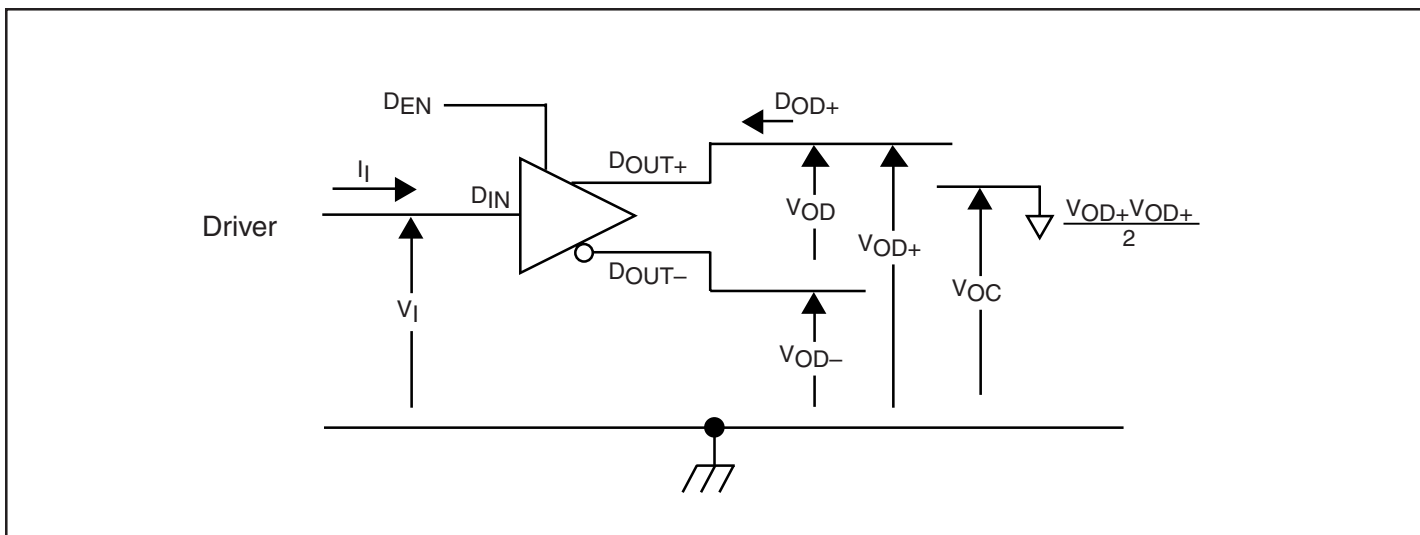 DEN
DOD+
II
DOUT+
DIN
Driver
VOD
VOD+
VOD+VOD+
2
DOUT–
VOC
VI
VOD–